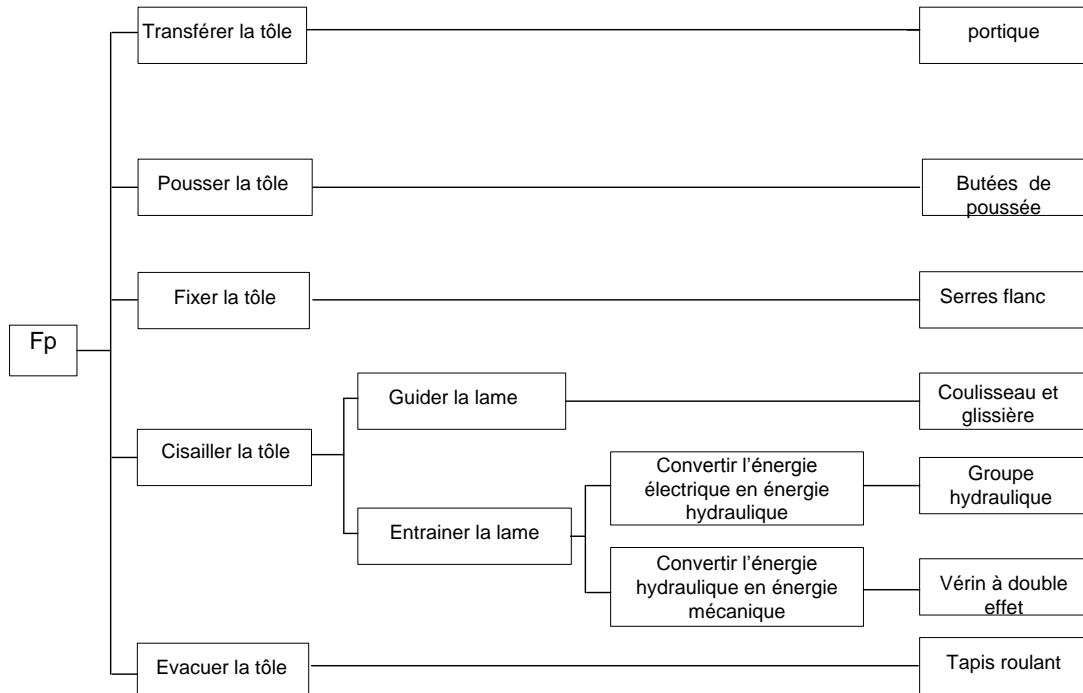 Transférer la tôle
portique
Pousser la tôle
Butées de
poussée
Fixer la tôle
Serres flanc
Fp
Guider la lame
Coulisseau et
glissière
Cisailler la tôle
Convertir l’énergie
électrique en énergie
hydraulique
Groupe
hydraulique
Entrainer la lame
Convertir l’énergie
hydraulique en énergie
mécanique
Vérin à double
effet
Evacuer la tôle
Tapis roulant